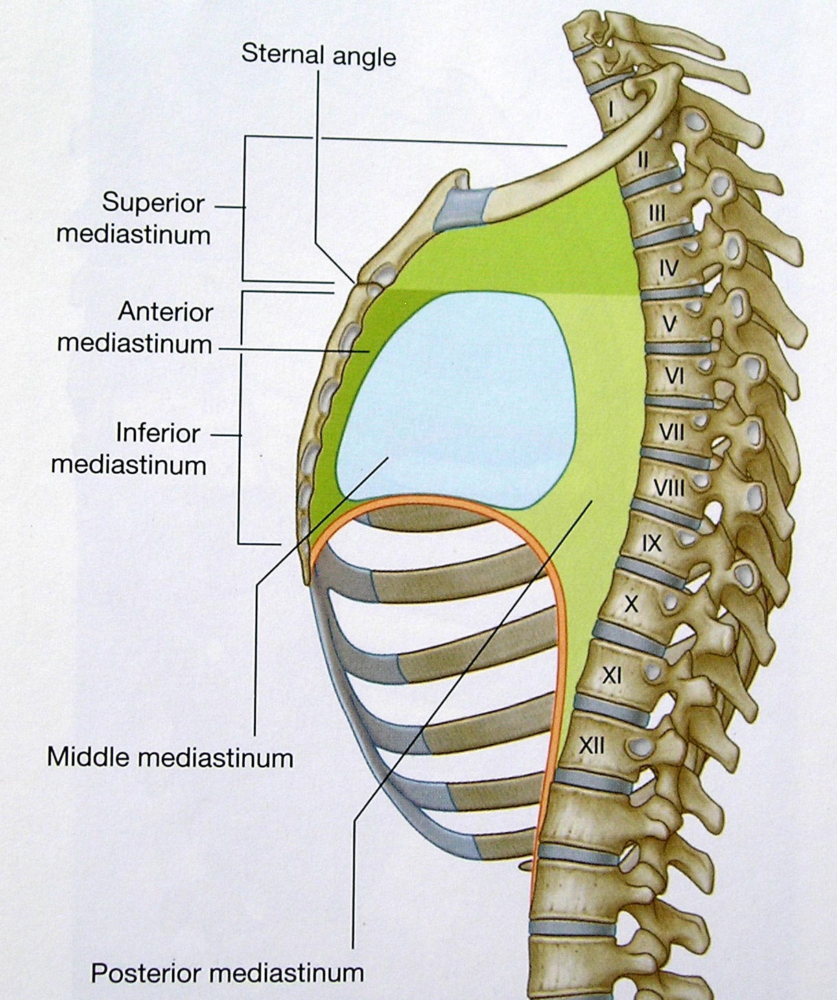 Sternal angle
Superior
mediastinum
Anterior
mediastinum
Inferior
mediastinum
Middle mediastinum
Posterior mediastinum
I
II
III
IV
V
VI
VII
VIII
IX
X
XI
XII